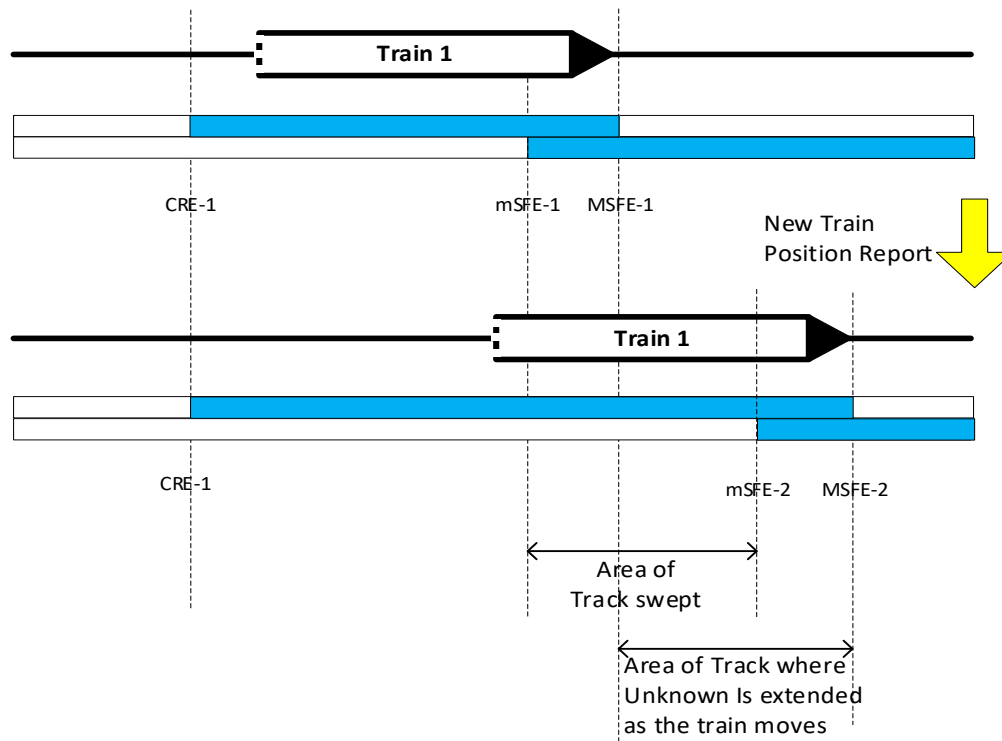 Train 1
CRE-1
mSFE-1
MSFE-1
New Train
Position Report
Train 1
CRE-1
mSFE-2
MSFE-2
Area of
Track swept
Area of Track where
Unknown Is extended
as the train moves